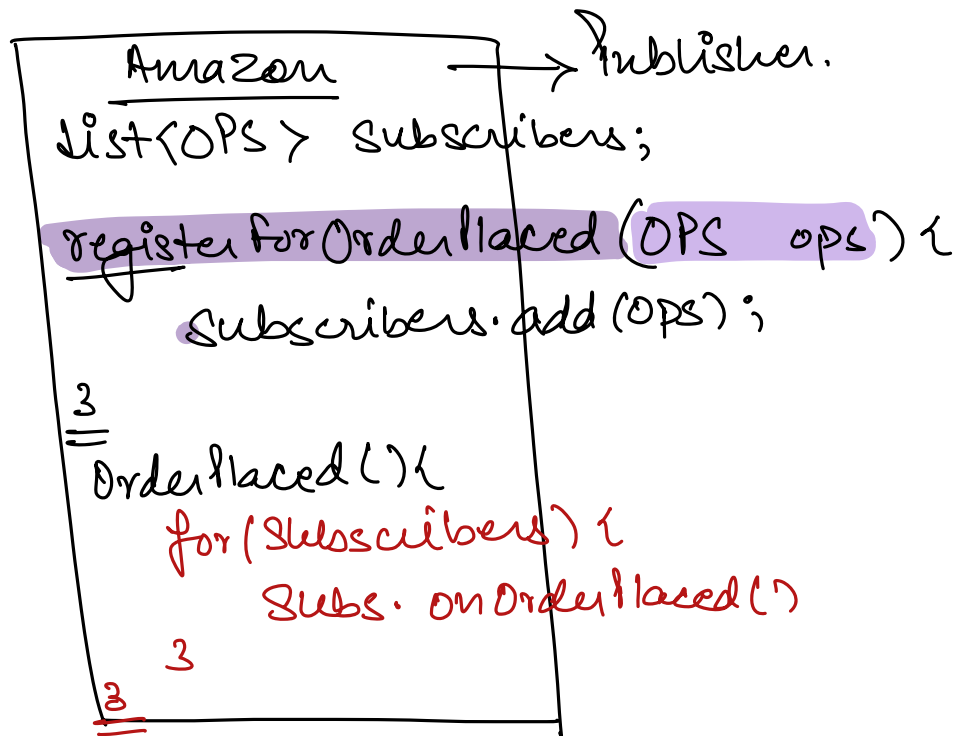 Amazon → Publisher.
List<OPS> subscribers;
registerforOrderPlaced(OPS ops){
subscribers.add(ops);
}
OrderPlaced(){
for(subscribers){
subs.onOrderPlaced()
}
}